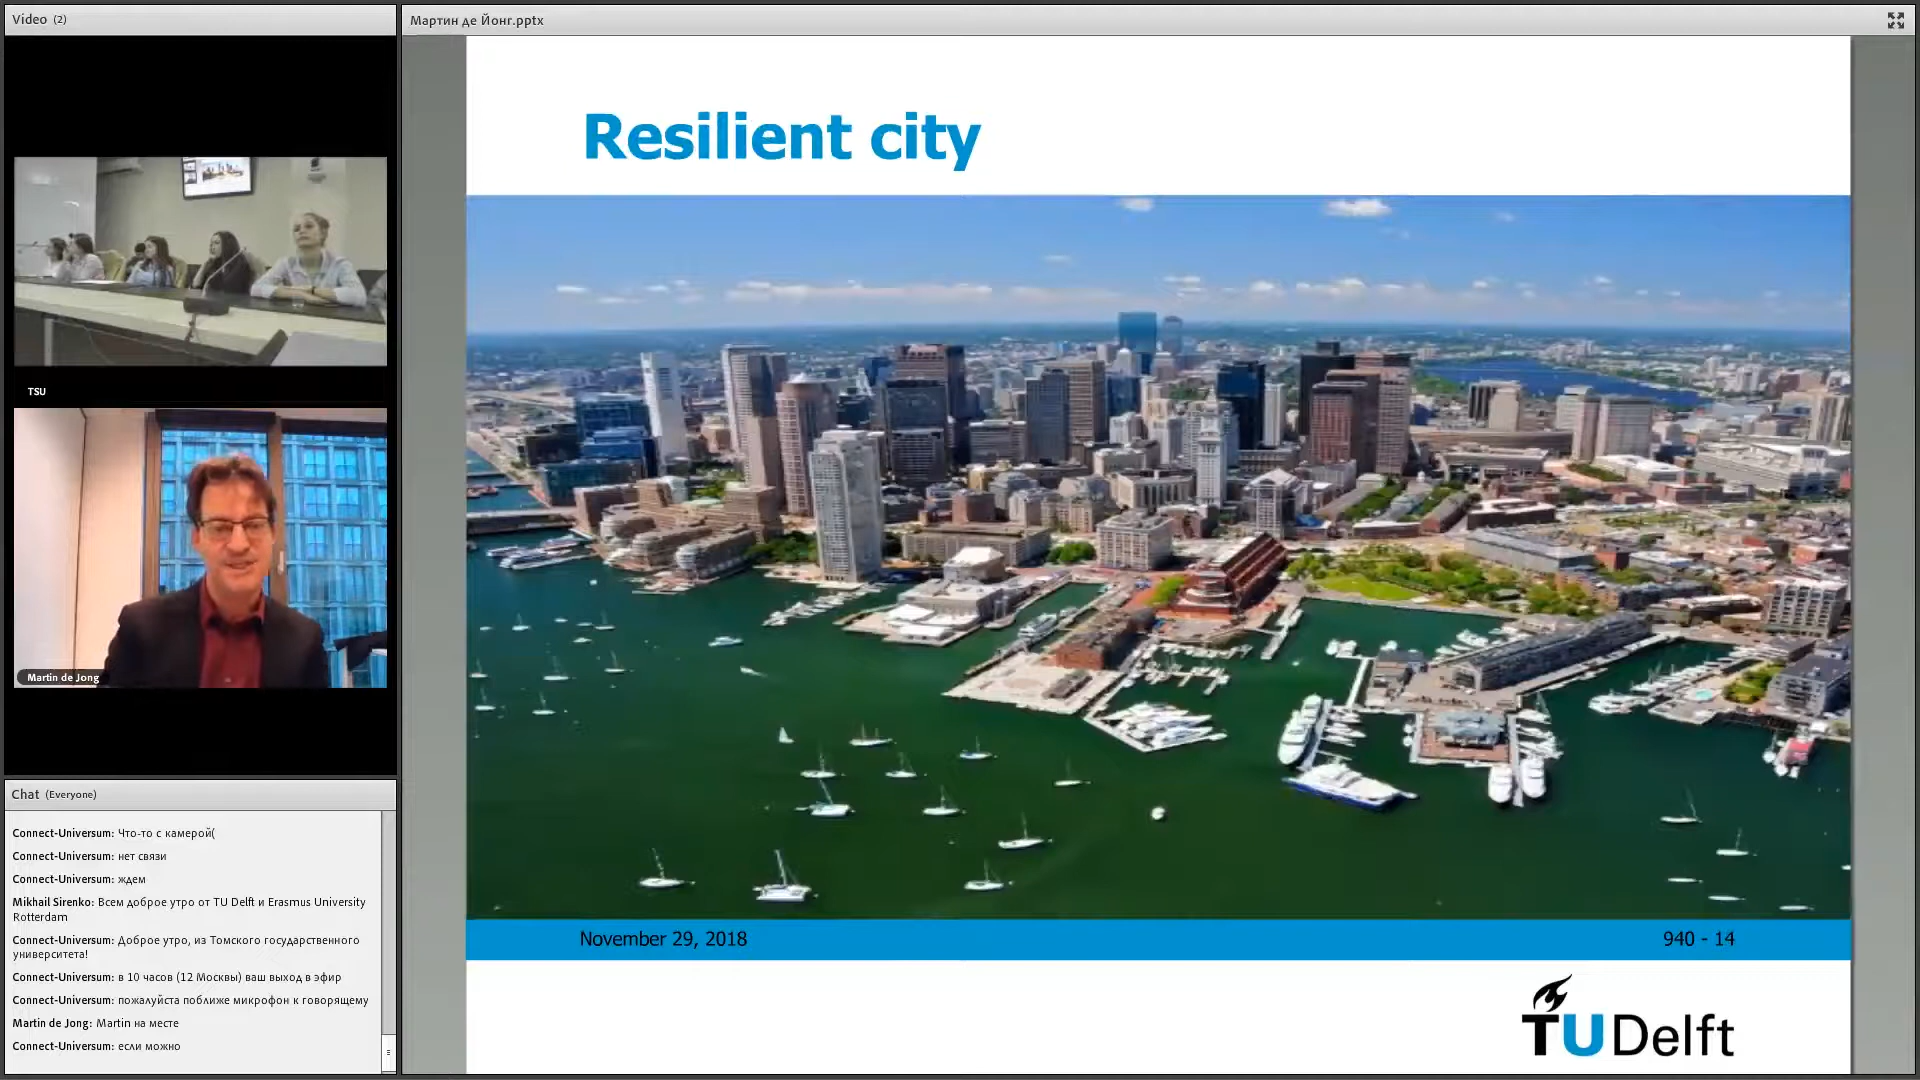 Video (2)
TSU
Martin de Jong
Chat (Everyone)
Connect-Universum: Что-то с камерой(
Connect-Universum: нет связи
Connect-Universum: ждем
Mikhail Sirenko: Всем доброе утро от TU Delft и Erasmus University
Rotterdam
Connect-Universum: Доброе утро, из Томского государственного
университета!
Connect-Universum: в 10 часов (12 Москвы) ваш выход в эфир
Connect-Universum: пожалуйста поближе микрофон к говорящему
Martin de Jong: Martin на месте
Connect-Universum: если можно
Мартин де Йонг.pptx
Resilient city
November 29, 2018
940 - 14
TUDelft